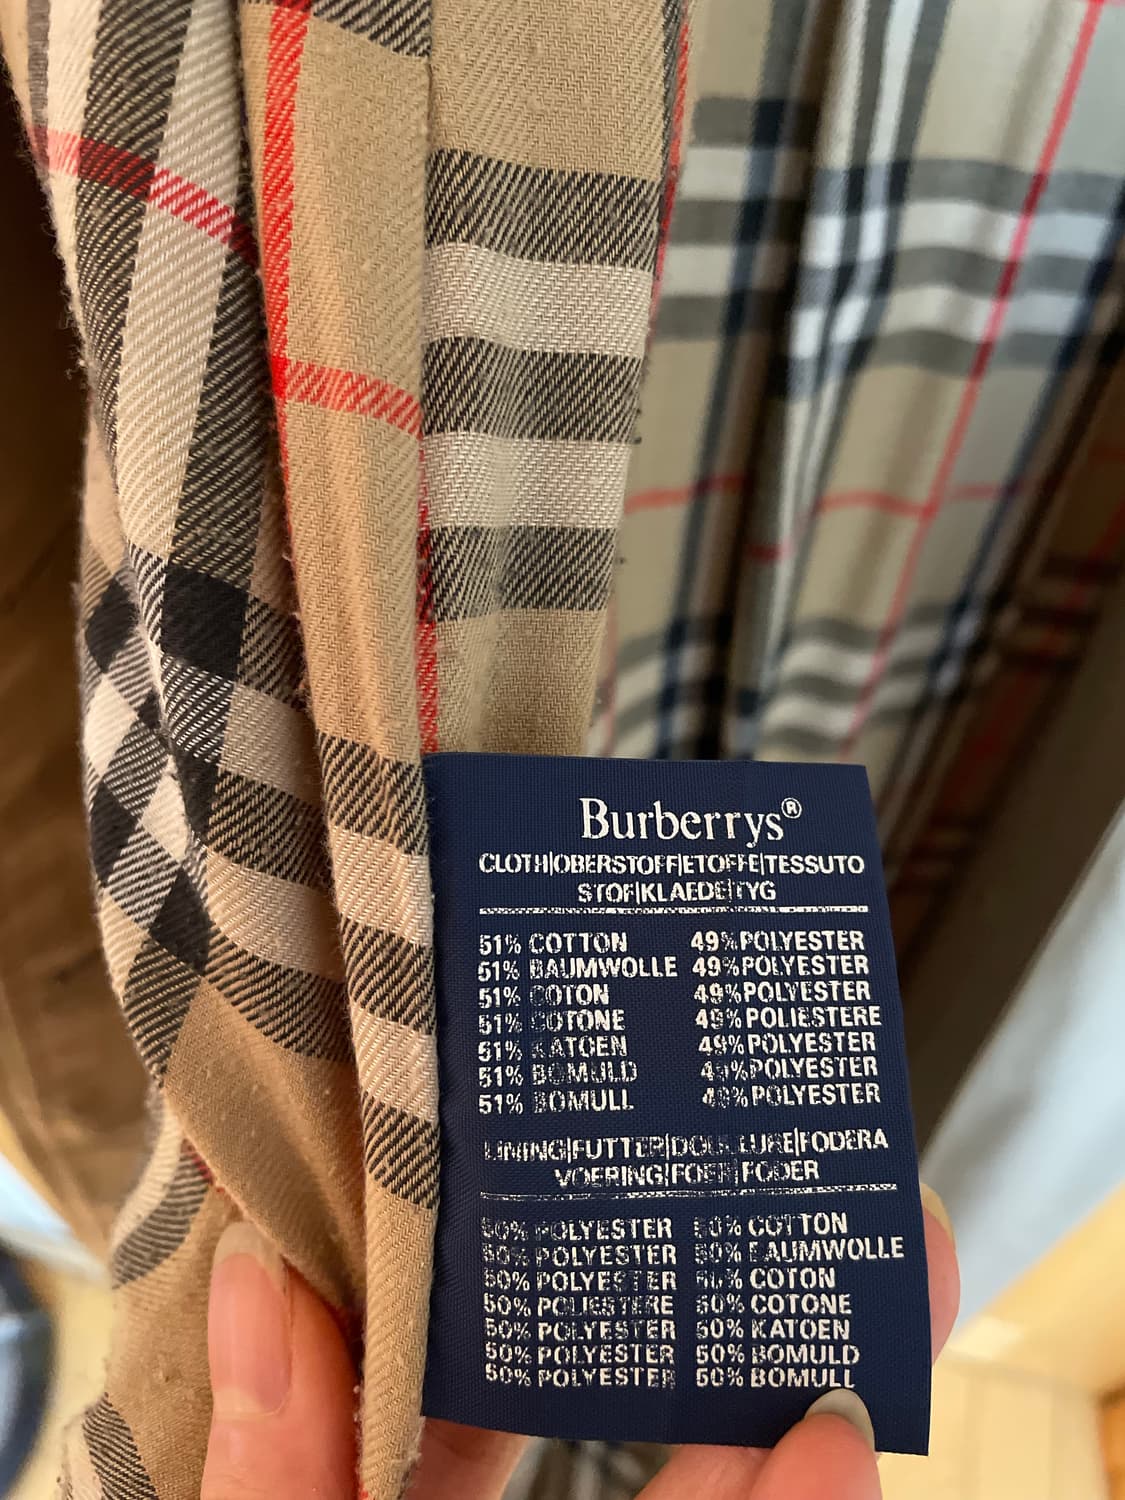 Burberrys®
CLOTH|OBERSTOFF|ETOFFE|TESSUTO
STOF|KLAEDE|TYG
51% COTTON 49% POLYESTER
51% BAUMWOLLE 49% POLYESTER
51% COTON 49% POLYESTER
51% COTONE 49% POLIESTERE
51% KATOEN 49% POLYESTER
51% BOMULD 49% POLYESTER
51% BOMULL 49% POLYESTER
LINING|FUTTER|DOUBLURE|FODERA
VOERING|FOER|FODER
50% POLYESTER 50% COTTON
50% POLYESTER 50% BAUMWOLLE
50% POLYESTER 50% COTON
50% POLIESTERE 50% COTONE
50% POLYESTER 50% KATOEN
50% POLYESTER 50% BOMULD
50% POLYESTER 50% BOMULL